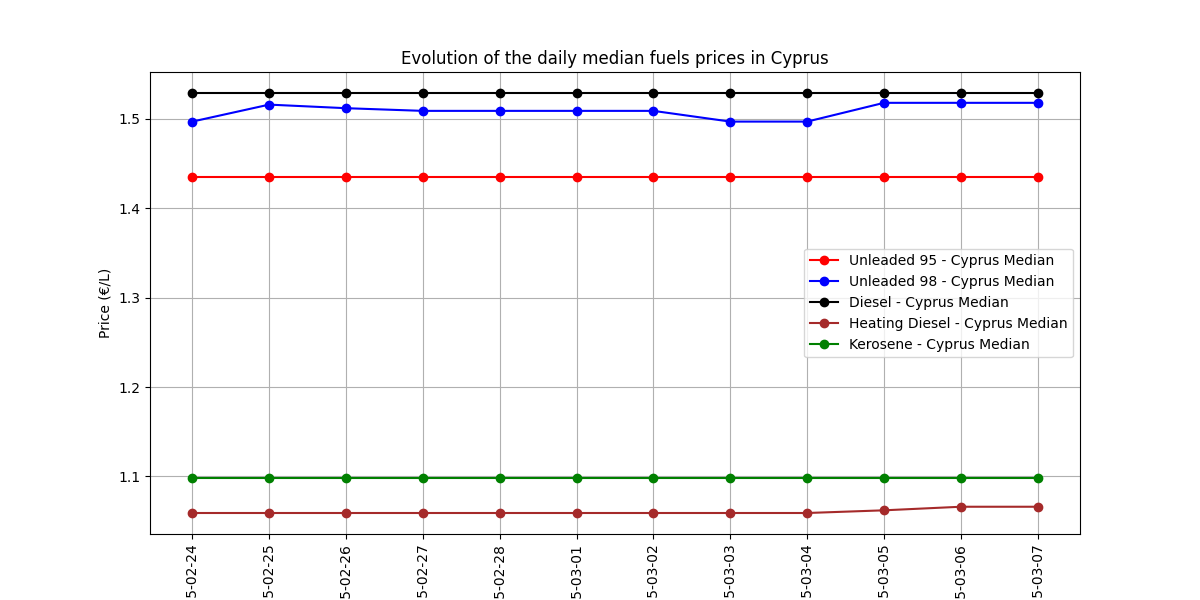 Evolution of the daily median fuels prices in Cyprus
Price (€/L)
1.5
1.4
1.3
1.2
1.1
Unleaded 95 - Cyprus Median
Unleaded 98 - Cyprus Median
Diesel - Cyprus Median
Heating Diesel - Cyprus Median
Kerosene - Cyprus Median
5-02-24
5-02-25
5-02-26
5-02-27
5-02-28
5-03-01
5-03-02
5-03-03
5-03-04
5-03-05
5-03-06
5-03-07